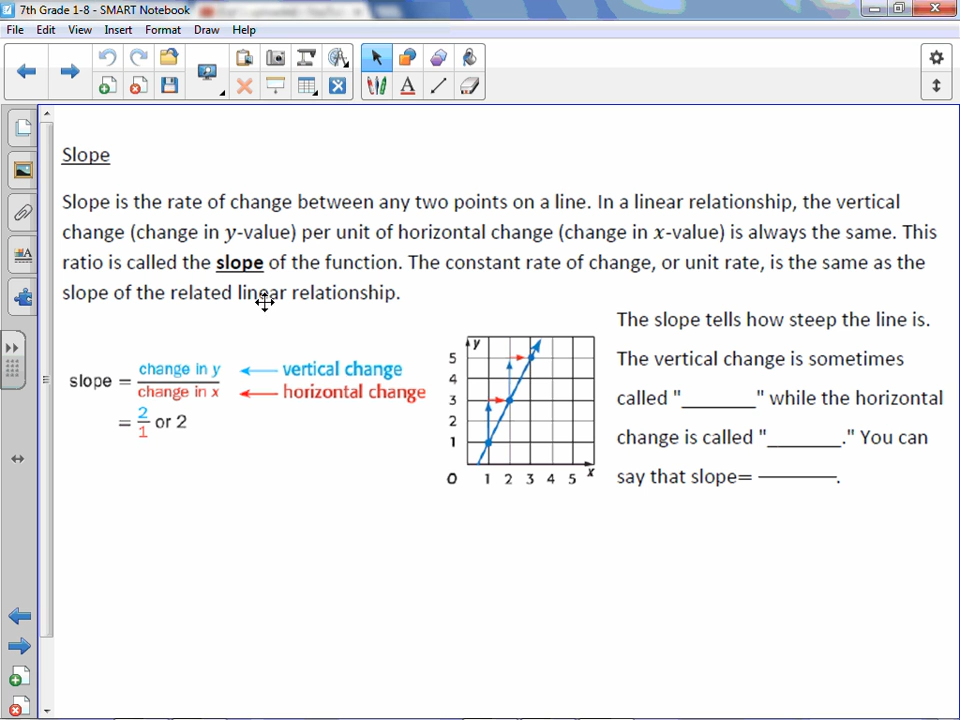 7th Grade 1-8 - SMART Notebook
File Edit View Insert Format Draw Help
Slope
Slope is the rate of change between any two points on a line. In a linear relationship, the vertical
change (change in y-value) per unit of horizontal change (change in x-value) is always the same. This
ratio is called the slope of the function. The constant rate of change, or unit rate, is the same as the
slope of the related linear relationship.
slope = change in y / change in x
vertical change
horizontal change
= 2/1 or 2
y
5
4
3
2
1
0 1 2 3 4 5 x
The slope tells how steep the line is.
The vertical change is sometimes
called "________" while the horizontal
change is called "________." You can
say that slope= ________.